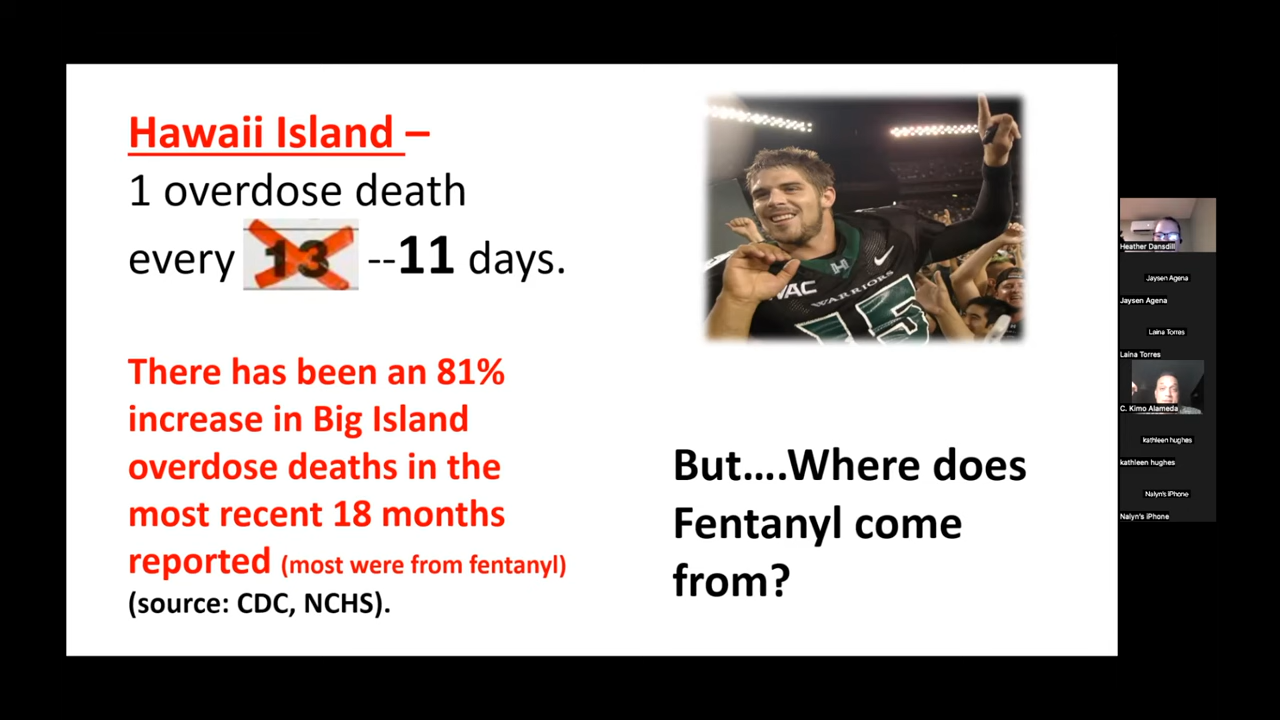 Hawaii Island –
1 overdose death
every 13 --11 days.
There has been an 81%
increase in Big Island
overdose deaths in the
most recent 18 months
reported (most were from fentanyl)
(source: CDC, NCHS).
H
WAC
WARRIORS
15
But....Where does
Fentanyl come
from?
Heather Dansdill
Jaysen Agena
Jaysen Agena
Laina Torres
Laina Torres
C. Kimo Alameda
kathleen hughes
kathleen hughes
Nalyn's iPhone
Nalyn's iPhone